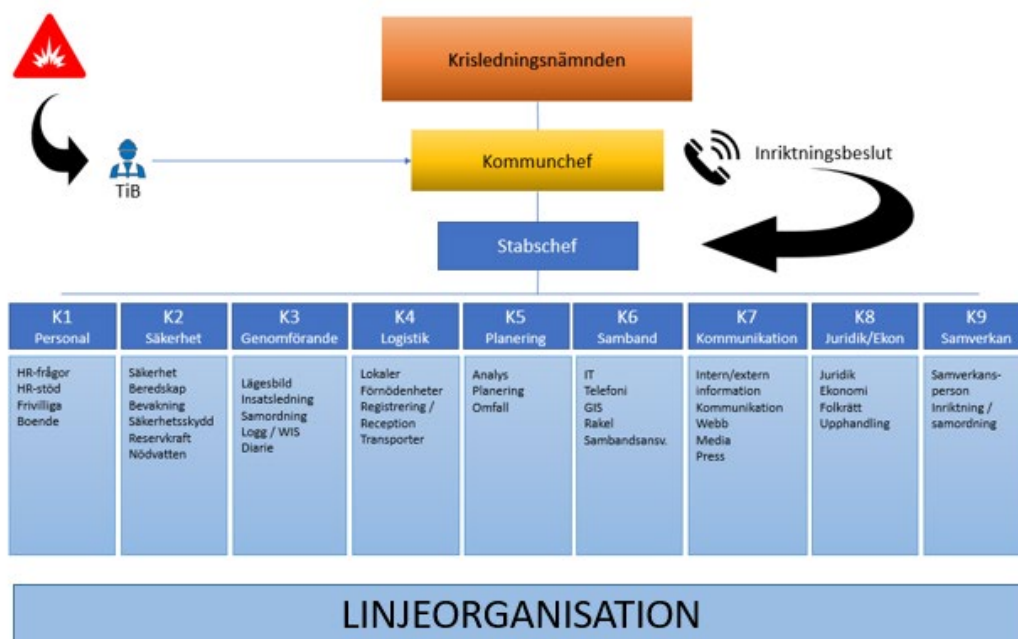 Krisledningsnämnden
Kommunchef
Inriktningsbeslut
TiB
Stabschef
K1
Personal
HR-frågor
HR-stöd
Frivilliga
Boende
K2
Säkerhet
Säkerhet
Beredskap
Bevakning
Säkerhetsskydd
Reservkraft
Nödvatten
K3
Genomförande
Lägesbild
Insatsledning
Samordning
Logg / WIS
Diarie
K4
Logistik
Lokaler
Förnödenheter
Registrering /
Reception
Transporter
K5
Planering
Analys
Planering
Omfall
K6
Samband
IT
Telefoni
GIS
Rakel
Sambandsansv.
K7
Kommunikation
Intern/extern
information
Kommunikation
Webb
Media
Press
K8
Juridik/Ekon
Juridik
Ekonomi
Folkrätt
Upphandling
K9
Samverkan
Samverkans-
person
Inriktning /
samordning
LINJEORGANISATION